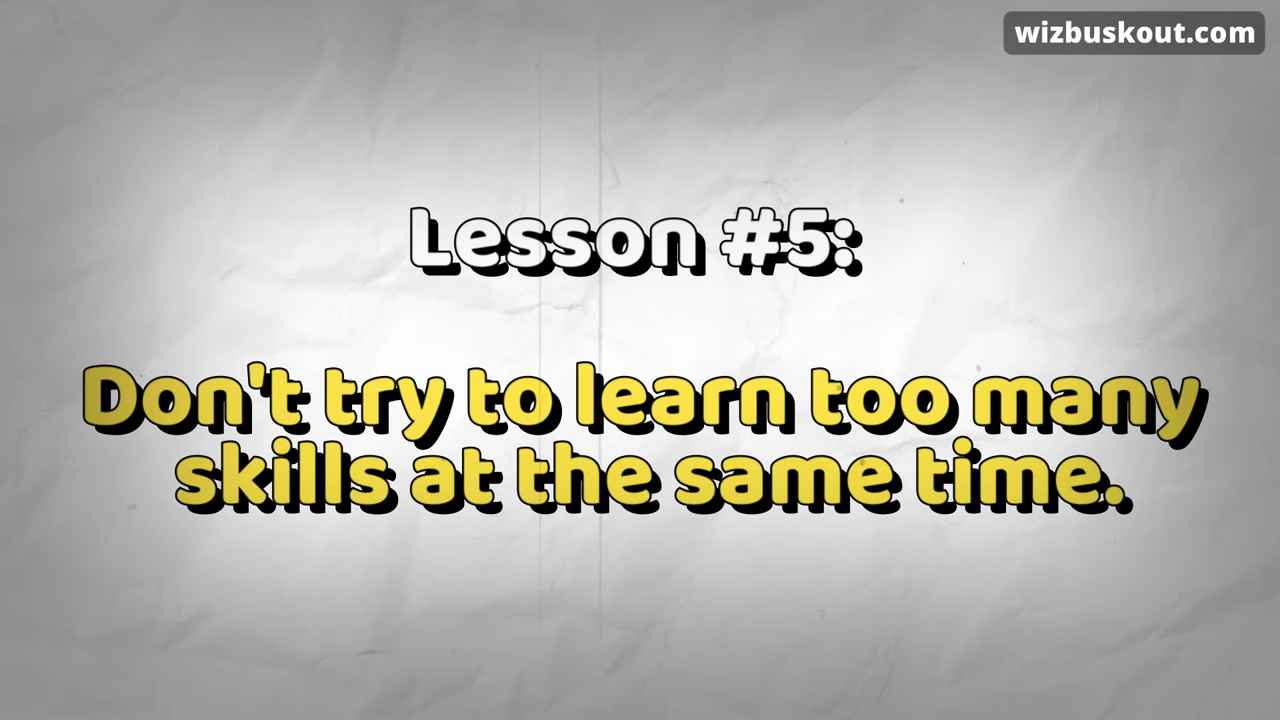 wizbuskout.com
Lesson #5:
Don't try to learn too many
skills at the same time.